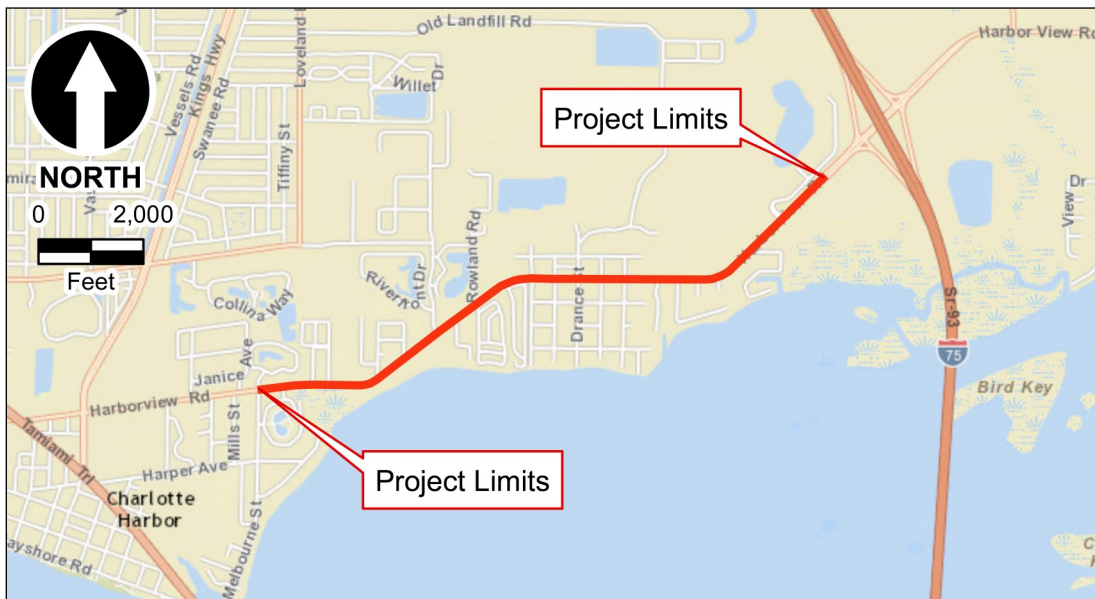 Old Landfill Rd
Harbor View Rd
Loveland
Kings Hwy
Vessels Rd
Swanee Rd
Willet Dr
Project Limits
Tiffiny St
NORTH
0 2,000
Feet
View Dr
Rowland Rd
Collina Way
Drance St
Sr-93
75
Janice Ave
Bird Key
Harborview Rd
Mills St
Tamiami Trl
Harper Ave
Project Limits
Charlotte
Harbor
Melbourne St